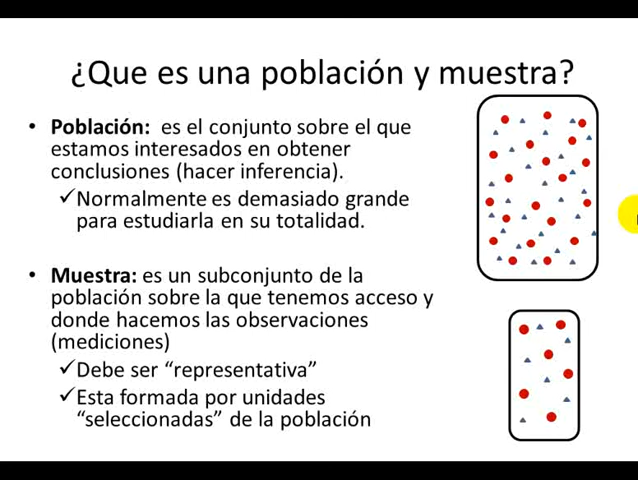 ¿Que es una población y muestra?
• Población: es el conjunto sobre el que
estamos interesados en obtener
conclusiones (hacer inferencia).
✓Normalmente es demasiado grande
para estudiarla en su totalidad.
• Muestra: es un subconjunto de la
población sobre la que tenemos acceso y
donde hacemos las observaciones
(mediciones)
✓Debe ser “representativa”
✓Esta formada por unidades
“seleccionadas” de la población